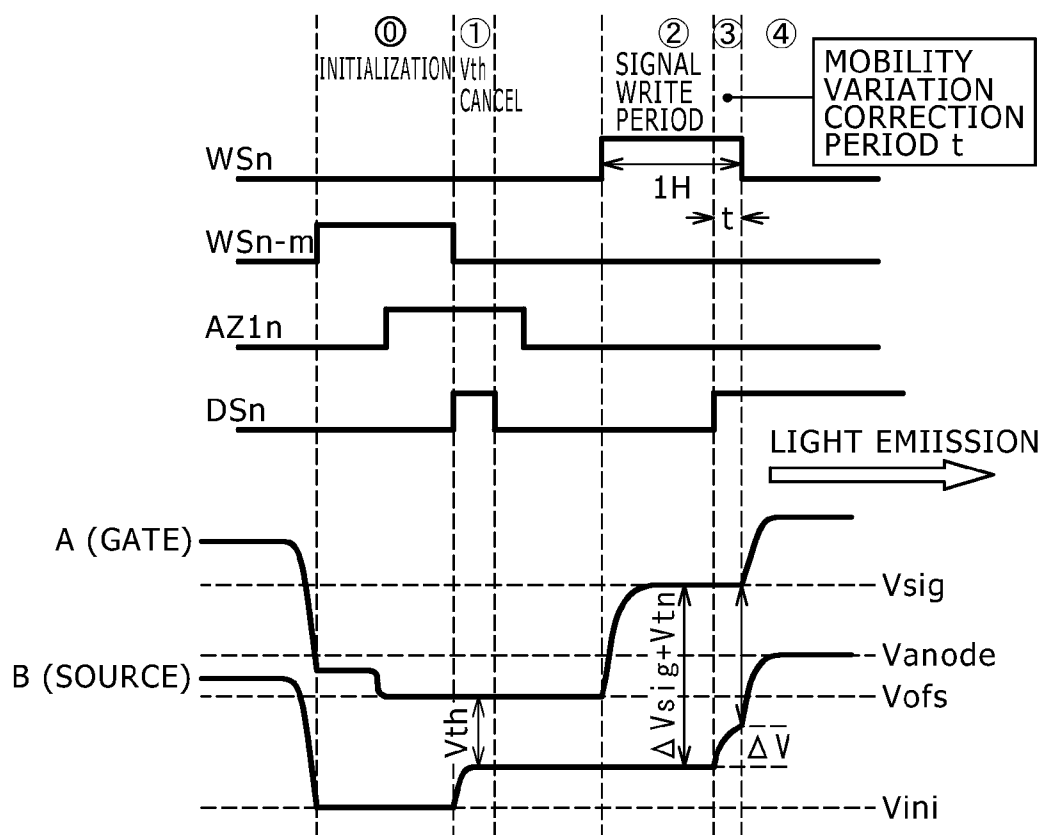 ⓪ ① ② ③ ④
INITIALIZATION
Vth
CANCEL
SIGNAL
WRITE
PERIOD
MOBILITY
VARIATION
CORRECTION
PERIOD t
WSn
1H
t
WSn-m
AZ1n
DSn
LIGHT EMIISSION
A (GATE)
Vsig
B (SOURCE)
Vanode
Vofs
Vth
ΔVsig+Vtn
ΔV
Vini